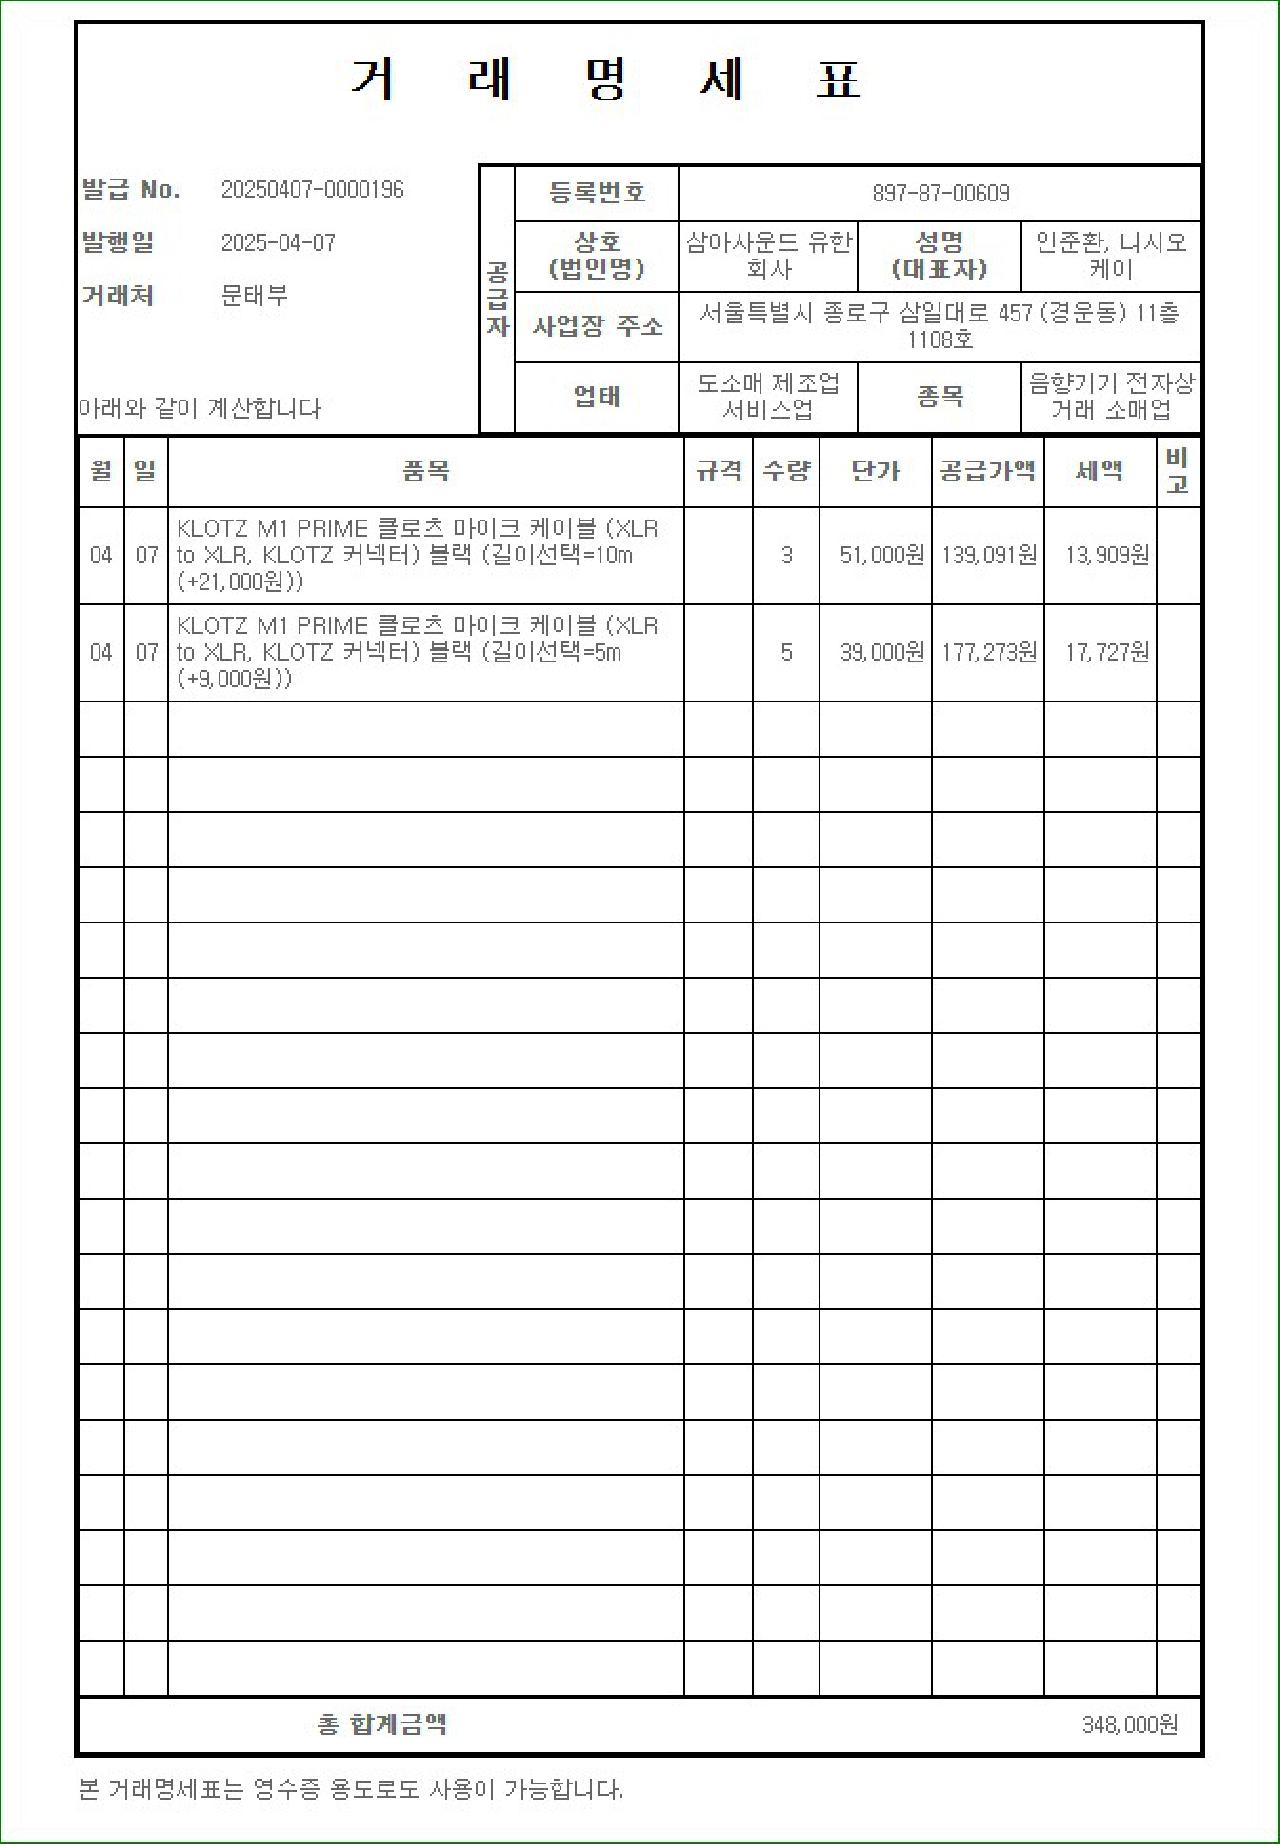 거 래 명 세 표
발급 No. 20250407-0000196
발행일 2025-04-07
거래처 문태부
아래와 같이 계산합니다
공급자
등록번호 897-87-00609
상호 (법인명) 삼아사운드 유한회사 성명 (대표자) 인준환, 니시오 케이
사업장 주소 서울특별시 종로구 삼일대로 457 (경운동) 11층 1108호
업태 도소매 제조업 서비스업 종목 음향기기 전자상거래 소매업
월 일 품목 규격 수량 단가 공급가액 세액 비고
04 07 KLOTZ M1 PRIME 클로츠 마이크 케이블 (XLR to XLR, KLOTZ 커넥터) 블랙 (길이선택=10m (+21,000원)) 3 51,000원 139,091원 13,909원
04 07 KLOTZ M1 PRIME 클로츠 마이크 케이블 (XLR to XLR, KLOTZ 커넥터) 블랙 (길이선택=5m (+9,000원)) 5 39,000원 177,273원 17,727원
총 합계금액 348,000원
본 거래명세표는 영수증 용도로도 사용이 가능합니다.